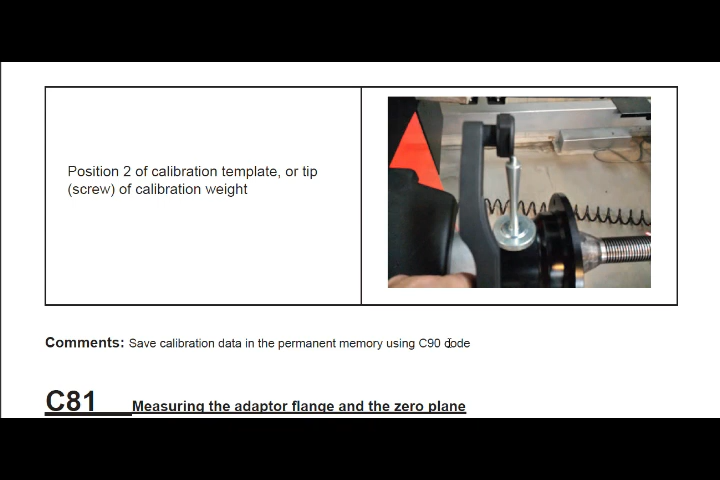 Position 2 of calibration template, or tip
(screw) of calibration weight
Comments: Save calibration data in the permanent memory using C90 code
C81 Measuring the adaptor flange and the zero plane